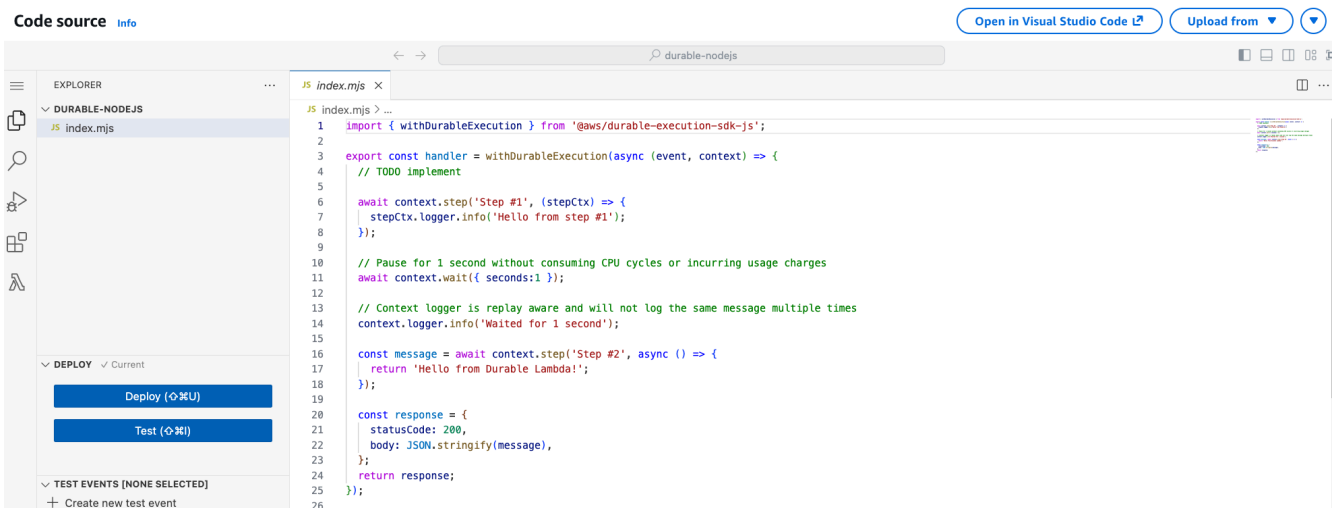 Code source Info
Open in Visual Studio Code
Upload from
durable-nodejs
EXPLORER
DURABLE-NODEJS
JS index.mjs
DEPLOY Current
Deploy (⇧⌘U)
Test (⇧⌘I)
TEST EVENTS [NONE SELECTED]
Create new test event
JS index.mjs
JS index.mjs > ...
1 import { withDurableExecution } from '@aws/durable-execution-sdk-js';
2
3 export const handler = withDurableExecution(async (event, context) => {
4 // TODO implement
5
6 await context.step('Step #1', (stepCtx) => {
7 stepCtx.logger.info('Hello from step #1');
8 });
9
10 // Pause for 1 second without consuming CPU cycles or incurring usage charges
11 await context.wait({ seconds:1 });
12
13 // Context logger is replay aware and will not log the same message multiple times
14 context.logger.info('Waited for 1 second');
15
16 const message = await context.step('Step #2', async () => {
17 return 'Hello from Durable Lambda!';
18 });
19
20 const response = {
21 statusCode: 200,
22 body: JSON.stringify(message),
23 };
24 return response;
25 });
26